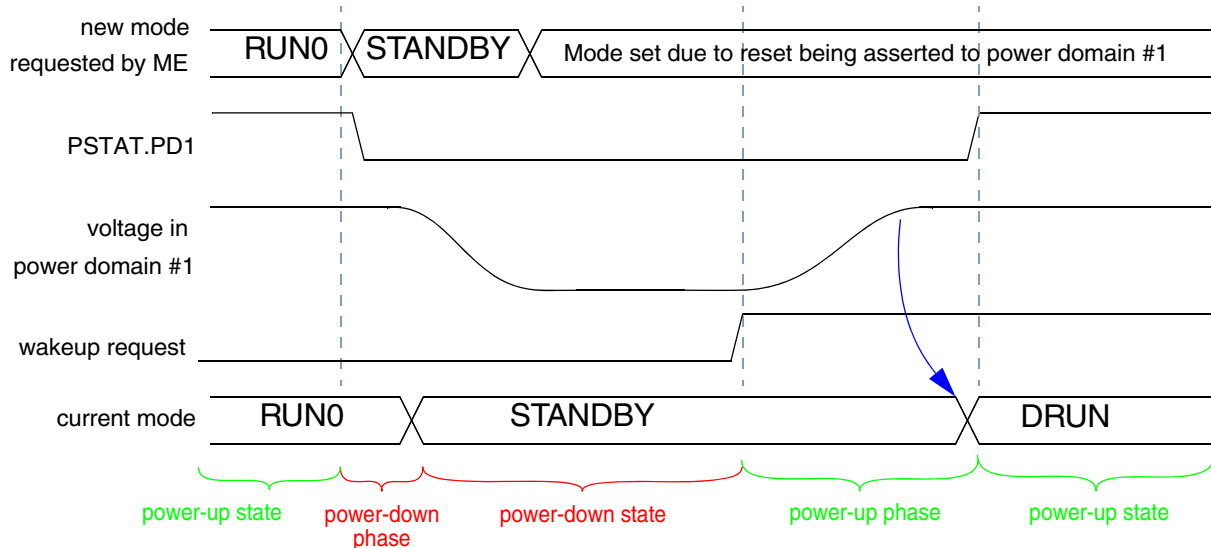 new mode
requested by ME
RUN0
STANDBY
Mode set due to reset being asserted to power domain #1
PSTAT.PD1
voltage in
power domain #1
wakeup request
current mode
RUN0
STANDBY
DRUN
power-up state
power-down
phase
power-down state
power-up phase
power-up state